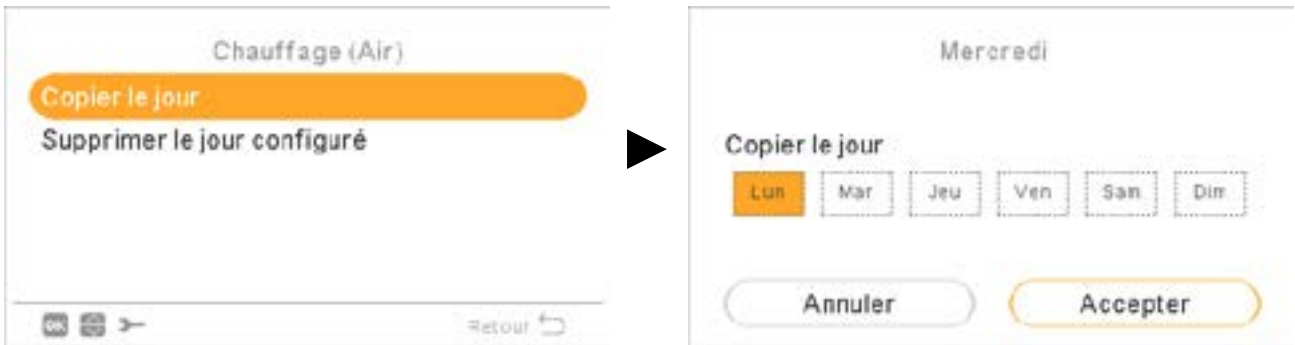 Chauffage (Air)
Copier le jour
Supprimer le jour configuré
OK
Retour
Mercredi
Copier le jour
Lun Mar Jeu Ven Sam Dim
Annuler Accepter